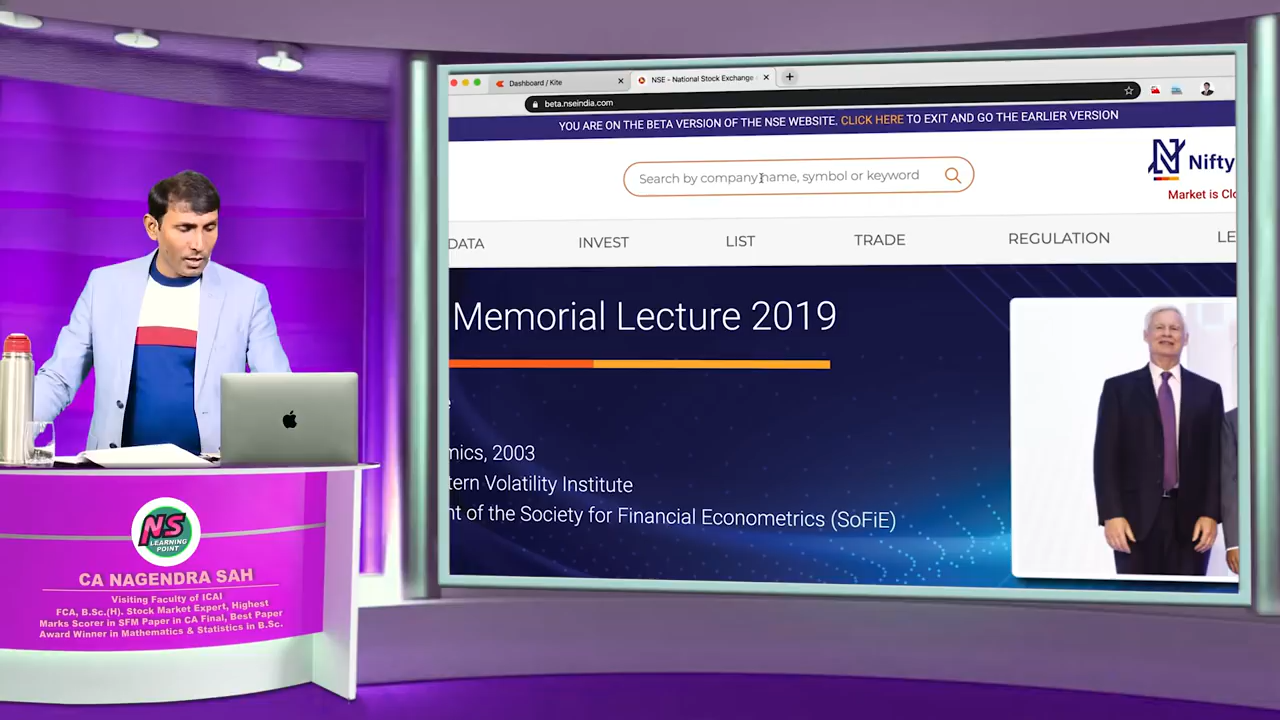 Dashboard / Kite
NSE - National Stock Exchange
beta.nseindia.com
YOU ARE ON THE BETA VERSION OF THE NSE WEBSITE. CLICK HERE TO EXIT AND GO THE EARLIER VERSION
Search by company name, symbol or keyword
Nifty
Market is Clo
DATA INVEST LIST TRADE REGULATION LE
Memorial Lecture 2019
e
mics, 2003
tern Volatility Institute
nt of the Society for Financial Econometrics (SoFiE)
NS
LEARNING
POINT
CA NAGENDRA SAH
Visiting Faculty of ICAI
FCA, B.Sc.(H). Stock Market Expert, Highest
Marks Scorer in SFM Paper in CA Final, Best Paper
Award Winner in Mathematics & Statistics in B.Sc.